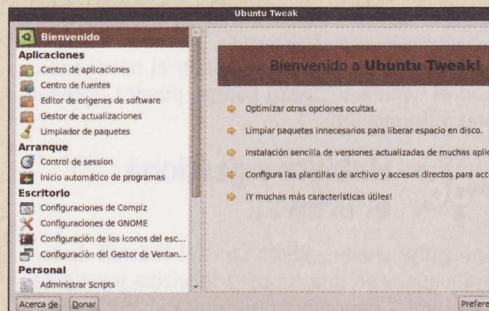 Ubuntu Tweak
Bienvenido
Aplicaciones
Centro de aplicaciones
Centro de fuentes
Editor de orígenes de software
Gestor de actualizaciones
Limpiador de paquetes
Arranque
Control de session
Inicio automático de programas
Escritorio
Configuraciones de Compiz
Configuraciones de GNOME
Configuración de los iconos del esc...
Configuración del Gestor de Ventan...
Personal
Administrar Scripts
Acerca de Donar
Bienvenido a Ubuntu Tweak!
Optimizar otras opciones ocultas.
Limpiar paquetes innecesarios para liberar espacio en disco.
Instalación sencilla de versiones actualizadas de muchas aplic
Configura las plantillas de archivo y accesos directos para acc
¡Y muchas más características útiles!
Prefere